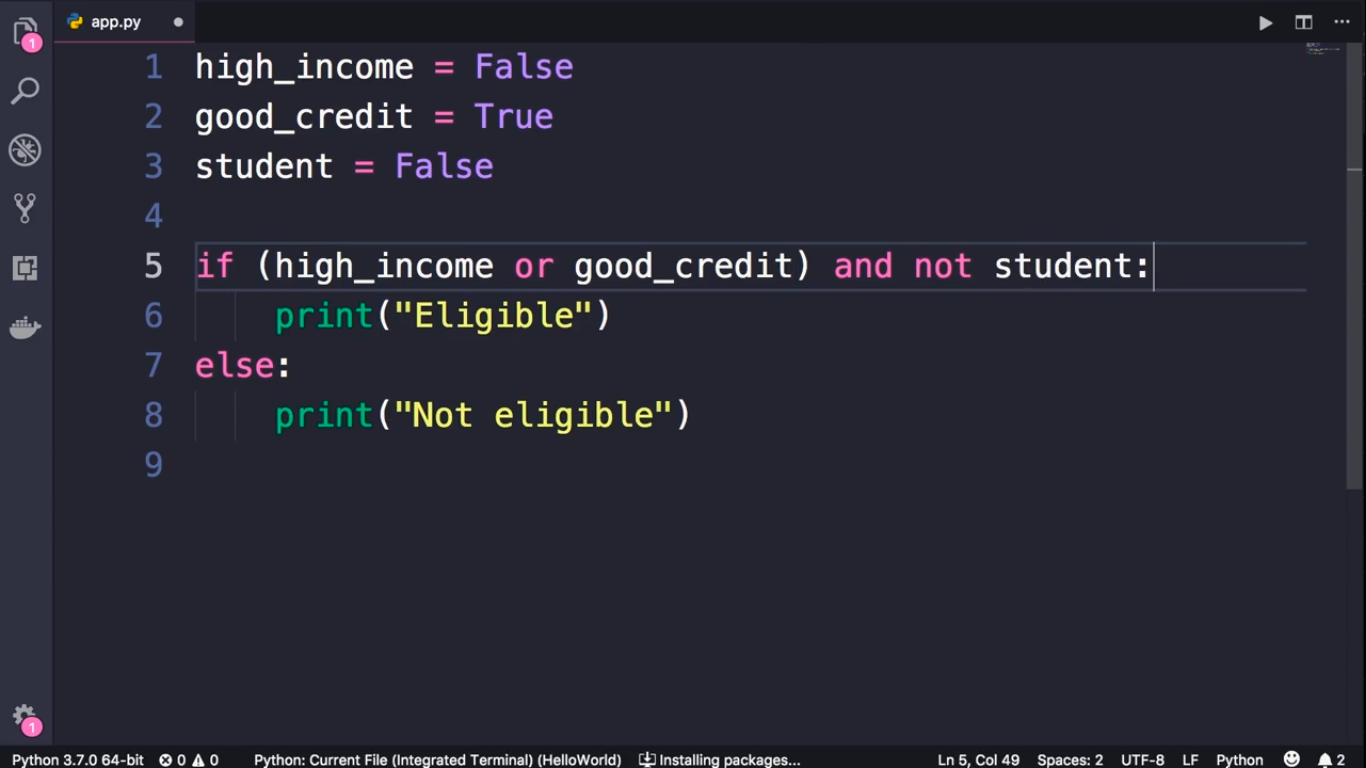 app.py
1
1 high_income = False
2 good_credit = True
3 student = False
4
5 if (high_income or good_credit) and not student:
6 print("Eligible")
7 else:
8 print("Not eligible")
9
1
Python 3.7.0 64-bit 0 0 Python: Current File (Integrated Terminal) (HelloWorld) Installing packages... Ln 5, Col 49 Spaces: 2 UTF-8 LF Python 2